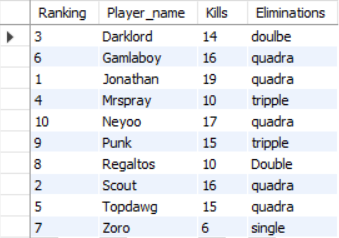 Ranking Player_name Kills Eliminations
3 Darklord 14 doulbe
6 Gamlaboy 16 quadra
1 Jonathan 19 quadra
4 Mrspray 10 tripple
10 Neyoo 17 quadra
9 Punk 15 tripple
8 Regaltos 10 Double
2 Scout 16 quadra
5 Topdawg 15 quadra
7 Zoro 6 single